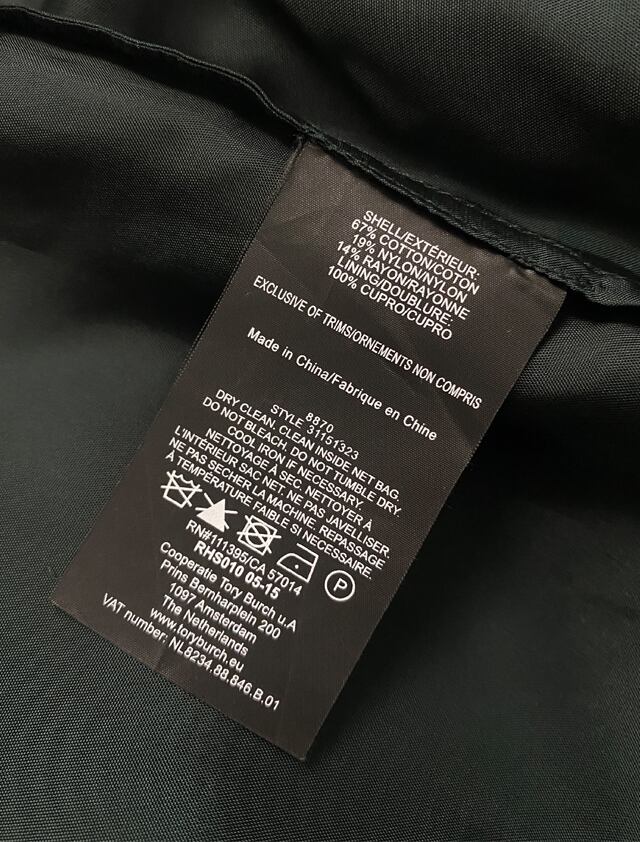 SHELL/EXTÉRIEUR:
67% COTTON/COTON
19% NYLON/NYLON
14% RAYON/RAYONNE
LINING/DOUBLURE:
100% CUPRO/CUPRO
EXCLUSIVE OF TRIMS/ORNEMENTS NON COMPRIS
Made in China/Fabrique en Chine
8870
STYLE 31151323
DRY CLEAN. CLEAN INSIDE NET BAG.
DO NOT BLEACH. DO NOT TUMBLE DRY.
COOL IRON IF NECESSARY.
NETTOYAGE À SEC. NETTOYER À
L'INTÉRIEUR SAC NET. NE PAS JAVELLISER.
NE PAS SECHER LA MACHINE. REPASSAGE
À TEMPERATURE FAIBLE SI NECESSAIRE.
P
RN#111395/CA 57014
RHS010 05-15
Cooperatie Tory Burch u.A
Prins Bernharplein 200
1097 Amsterdam
The Netherlands
www.toryburch.eu
VAT number: NL8234.88.846.B.01